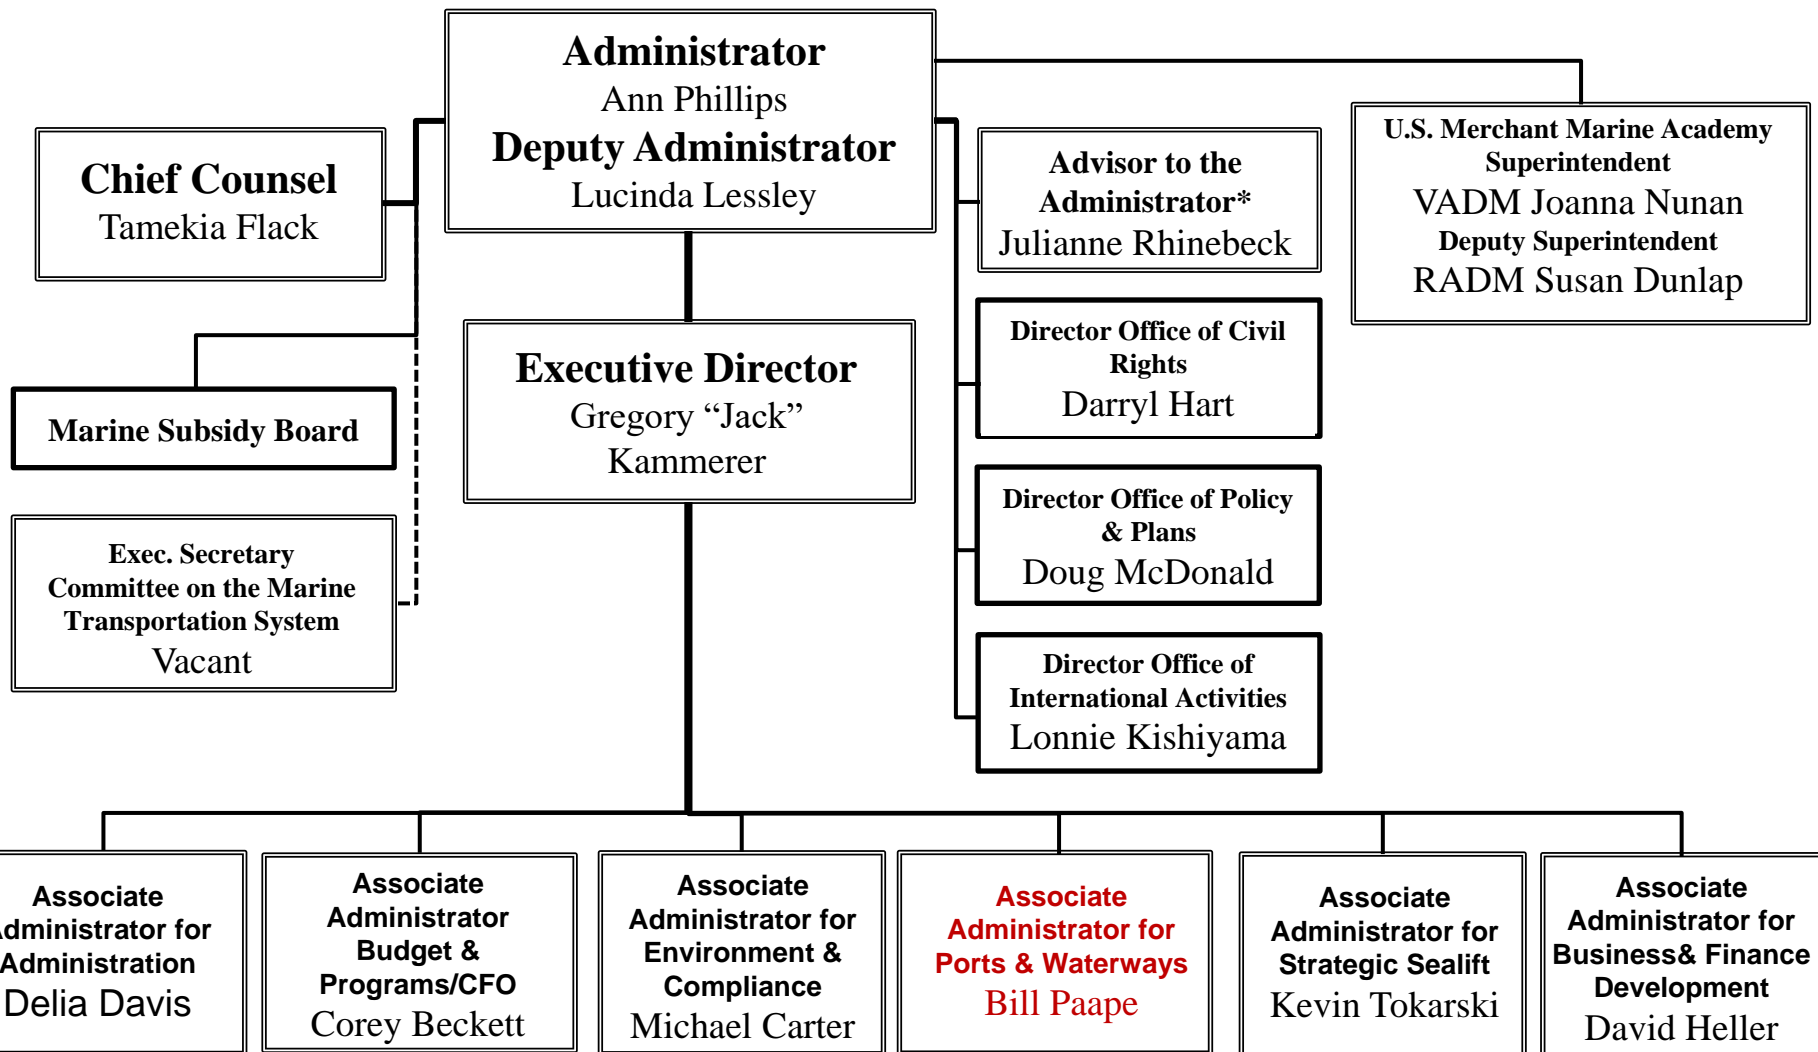 Administrator
Ann Phillips
Deputy Administrator
Lucinda Lessley
Chief Counsel
Tamekia Flack
Advisor to the
Administrator*
Julianne Rhinebeck
U.S. Merchant Marine Academy
Superintendent
VADM Joanna Nunan
Deputy Superintendent
RADM Susan Dunlap
Marine Subsidy Board
Executive Director
Gregory “Jack”
Kammerer
Director Office of Civil
Rights
Darryl Hart
Exec. Secretary
Committee on the Marine
Transportation System
Vacant
Director Office of Policy
& Plans
Doug McDonald
Director Office of
International Activities
Lonnie Kishiyama
Associate
Administrator for
Administration
Delia Davis
Associate
Administrator
Budget &
Programs/CFO
Corey Beckett
Associate
Administrator for
Environment &
Compliance
Michael Carter
Associate
Administrator for
Ports & Waterways
Bill Paape
Associate
Administrator for
Strategic Sealift
Kevin Tokarski
Associate
Administrator for
Business& Finance
Development
David Heller